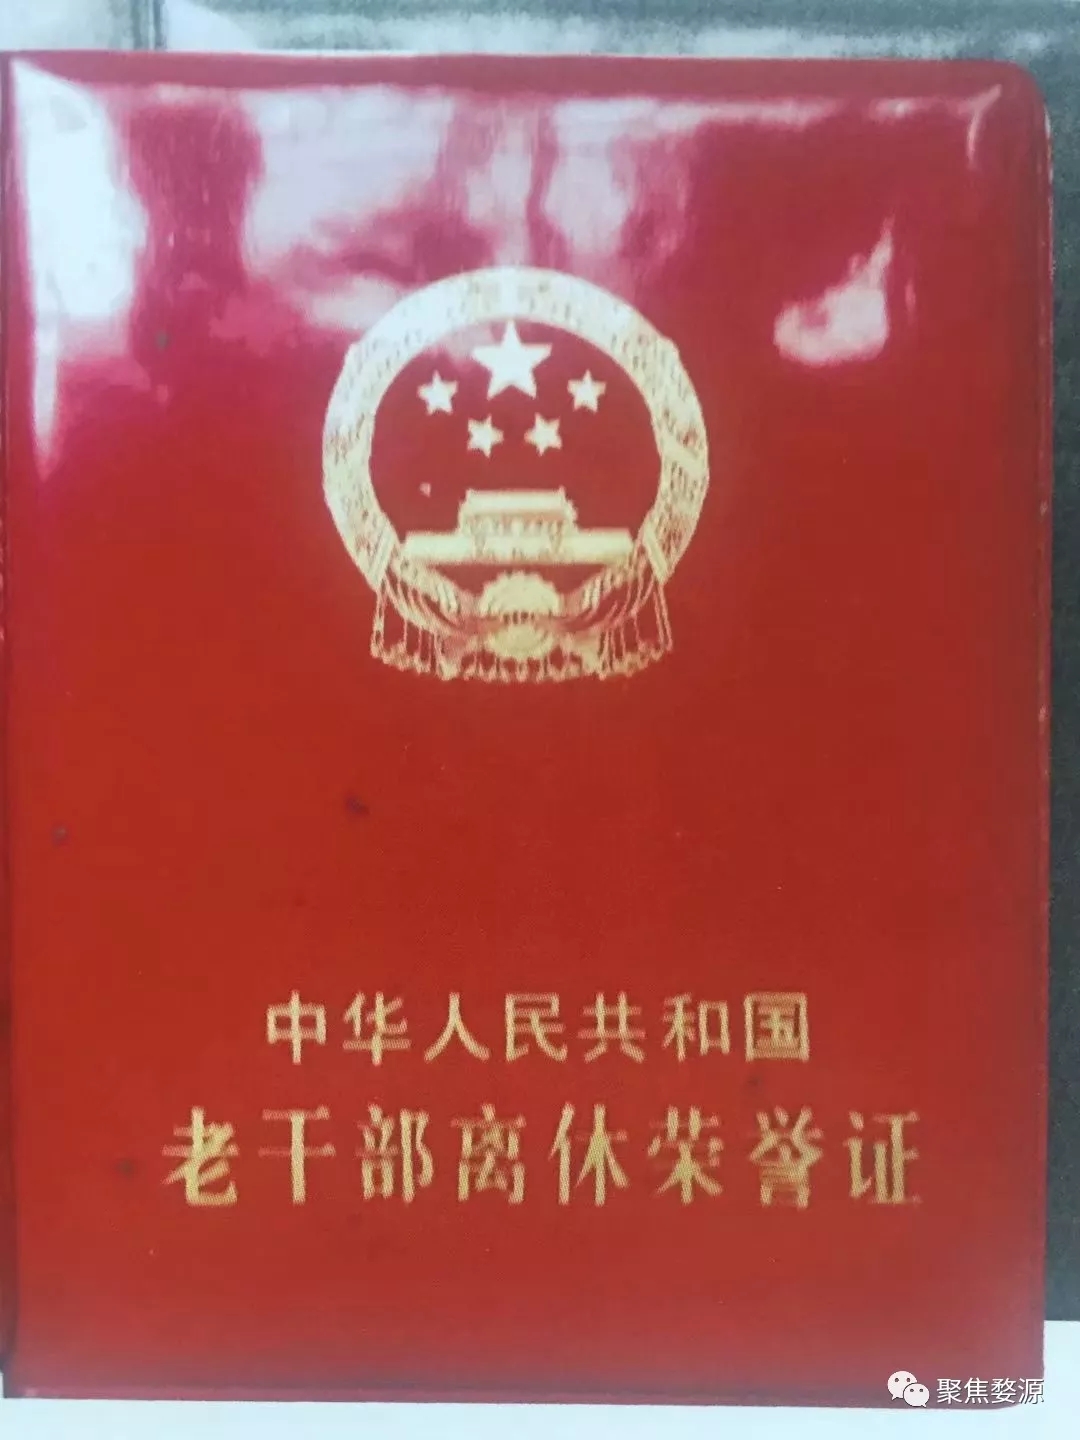 中华人民共和国
老干部离休荣誉证
聚焦婺源